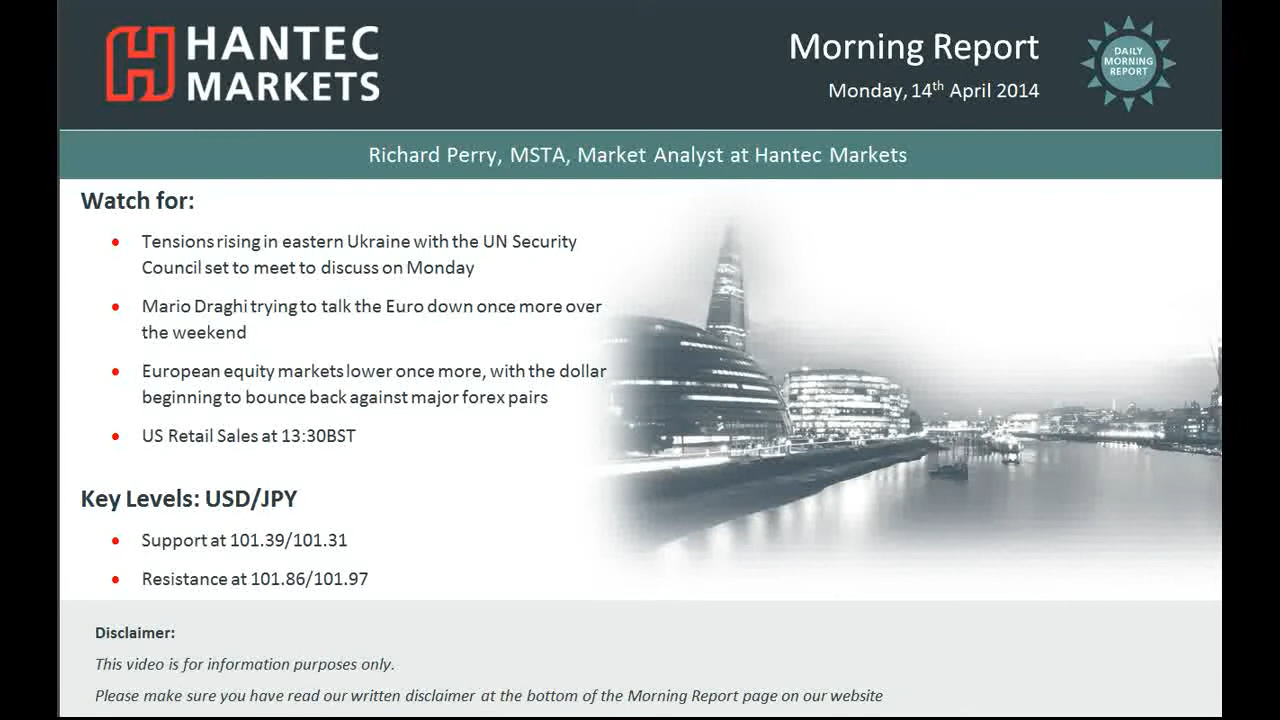 HANTEC
MARKETS
Morning Report
Monday, 14th April 2014
DAILY
MORNING
REPORT
Richard Perry, MSTA, Market Analyst at Hantec Markets
Watch for:
• Tensions rising in eastern Ukraine with the UN Security
Council set to meet to discuss on Monday
• Mario Draghi trying to talk the Euro down once more over
the weekend
• European equity markets lower once more, with the dollar
beginning to bounce back against major forex pairs
• US Retail Sales at 13:30BST
Key Levels: USD/JPY
• Support at 101.39/101.31
• Resistance at 101.86/101.97
Disclaimer:
This video is for information purposes only.
Please make sure you have read our written disclaimer at the bottom of the Morning Report page on our website